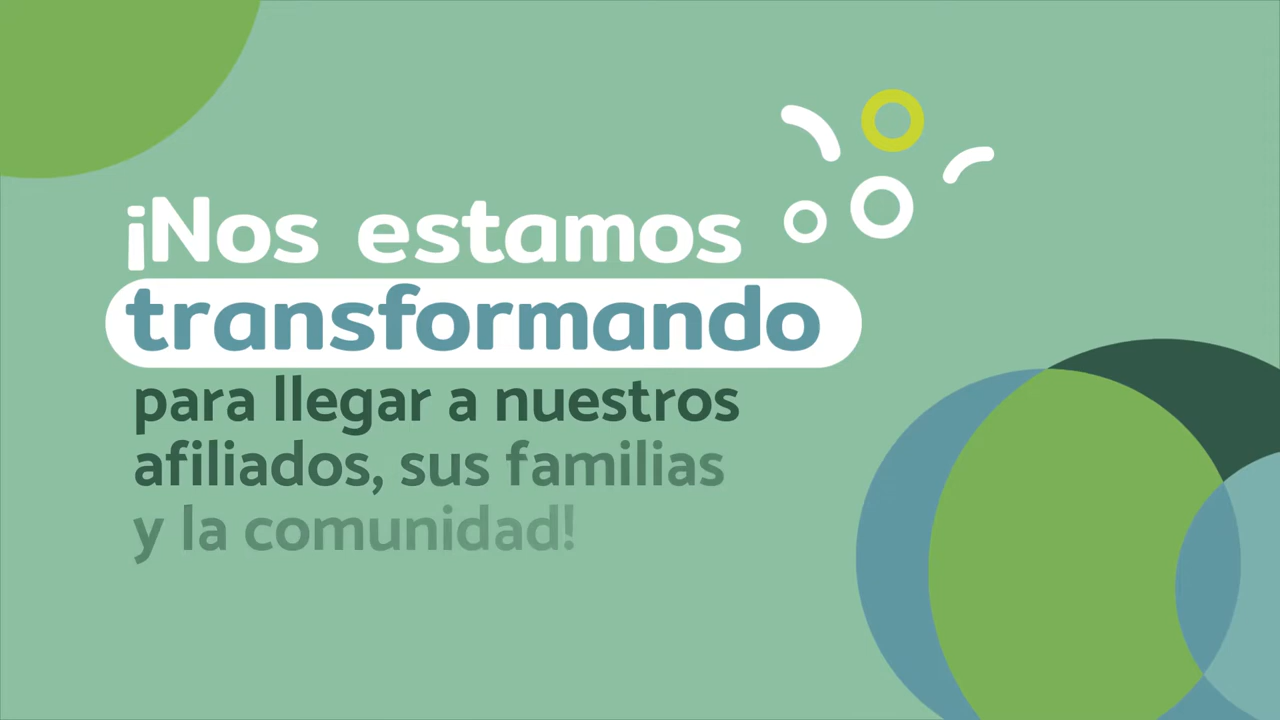 ¡Nos estamos
transformando
para llegar a nuestros
afiliados, sus familias
y la comunidad!